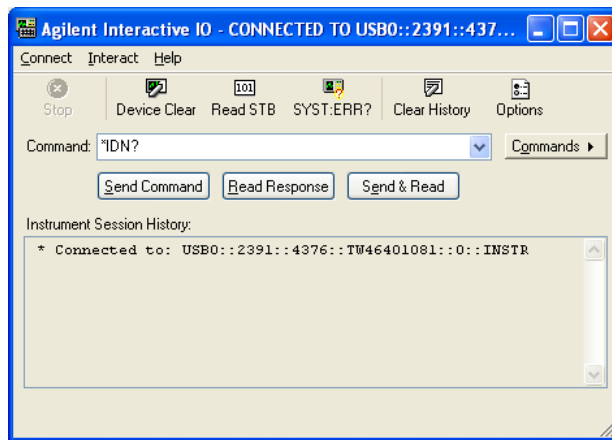 Agilent Interactive IO - CONNECTED TO USB0::2391::437...
Connect Interact Help
Stop Device Clear Read STB SYST:ERR? Clear History Options
Command: *IDN? Commands
Send Command Read Response Send & Read
Instrument Session History:
* Connected to: USB0::2391::4376::TW46401081::0::INSTR